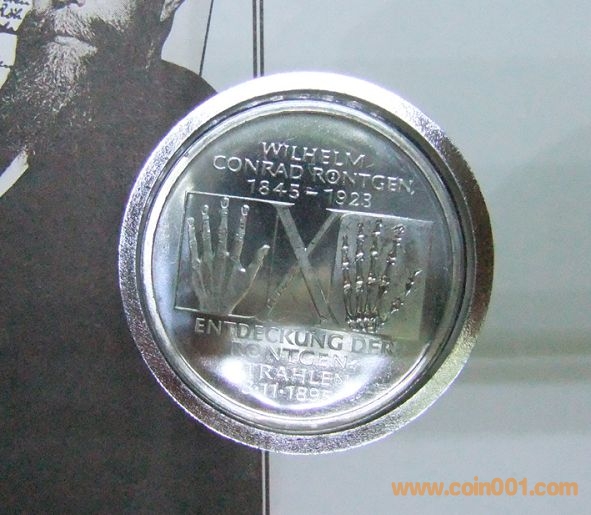 WILHELM
CONRAD RÖNTGEN
1845–1923
X
ENTDECKUNG DER
RÖNTGEN-
STRAHLEN
8·11·1895
www.coin001.com